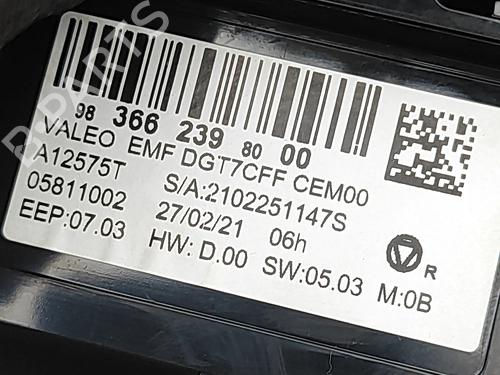 98 366 239 80 00
VALEO EMF DGT7CFF CEM00
A12575T S/A:2102251147S
05811002 27/02/21 06h
EEP:07.03 HW: D.00 SW:05.03 M:0B
R
B-PARTS